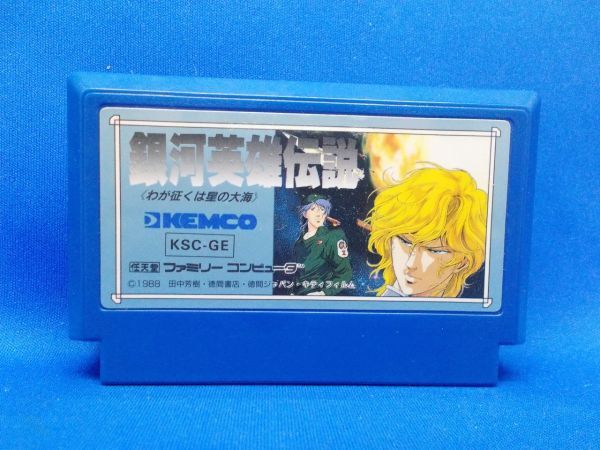 銀河英雄伝説
〈わが征くは星の大海〉
KEMCO
KSC-GE
任天堂 ファミリー コンピュータ™
©1988 田中芳樹・徳間書店・徳間ジャパン・キティフィルム